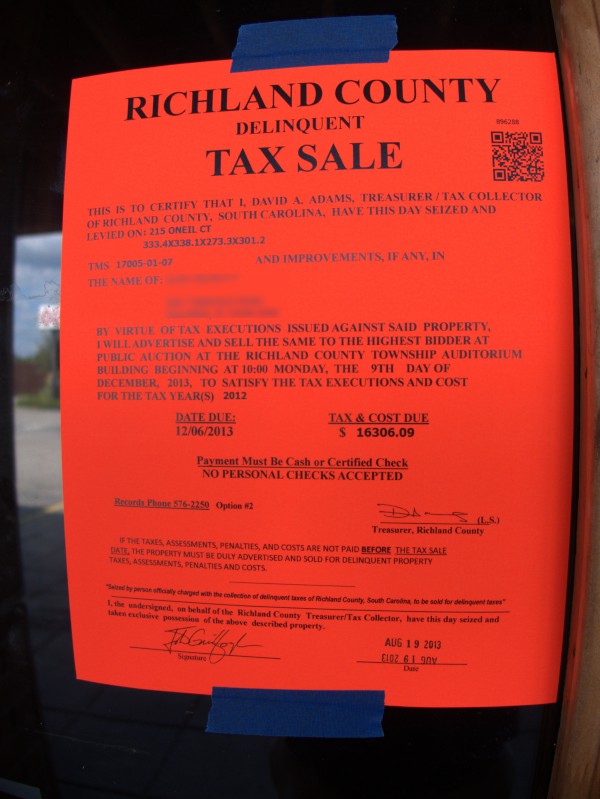 RICHLAND COUNTY
DELINQUENT
TAX SALE
096288
THIS IS TO CERTIFY THAT I, DAVID A. ADAMS, TREASURER / TAX COLLECTOR
OF RICHLAND COUNTY, SOUTH CAROLINA, HAVE THIS DAY SEIZED AND
LEVIED ON: 215 ONEIL CT
333.4X338.1X273.3X301.2
TMS 17005-01-07 AND IMPROVEMENTS, IF ANY, IN
THE NAME OF:
BY VIRTUE OF TAX EXECUTIONS ISSUED AGAINST SAID PROPERTY,
I WILL ADVERTISE AND SELL THE SAME TO THE HIGHEST BIDDER AT
PUBLIC AUCTION AT THE RICHLAND COUNTY TOWNSHIP AUDITORIUM
BUILDING BEGINNING AT 10:00 MONDAY, THE 9TH DAY OF
DECEMBER, 2013, TO SATISFY THE TAX EXECUTIONS AND COST
FOR THE TAX YEAR(S) 2012
DATE DUE: TAX & COST DUE
12/06/2013 $ 16306.09
Payment Must Be Cash or Certified Check
NO PERSONAL CHECKS ACCEPTED
Records Phone 576-2250 Option #2
(L.S.)
Treasurer, Richland County
IF THE TAXES, ASSESSMENTS, PENALTIES, AND COSTS ARE NOT PAID BEFORE THE TAX SALE
DATE, THE PROPERTY MUST BE DULY ADVERTISED AND SOLD FOR DELINQUENT PROPERTY
TAXES, ASSESSMENTS, PENALTIES AND COSTS.
"Seized by person officially charged with the collection of delinquent taxes of Richland County, South Carolina, to be sold for delinquent taxes"
I, the undersigned, on behalf of the Richland County Treasurer/Tax Collector, have this day seized and
taken exclusive possession of the above described property.
AUG 19 2013
Signature
AUG 19 2013
Date